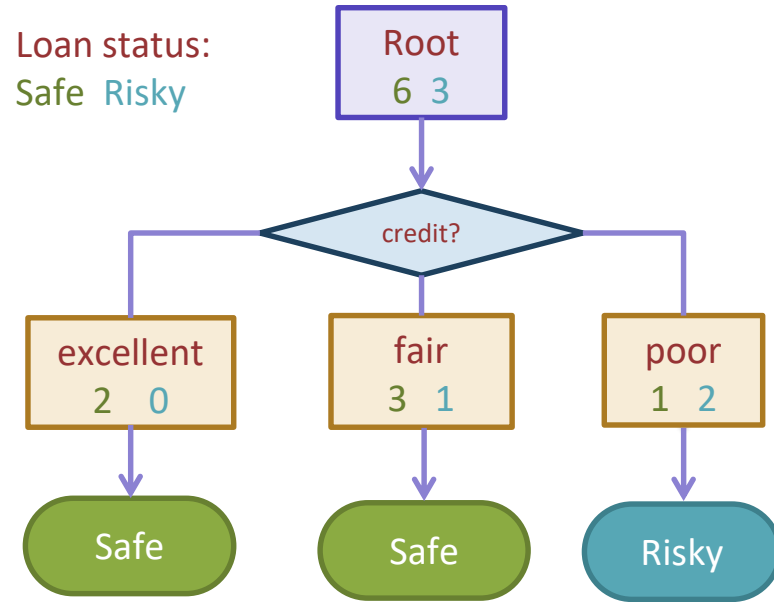 Loan status:
Safe Risky
Root
6 3
credit?
excellent
2 0
fair
3 1
poor
1 2
Safe
Safe
Risky